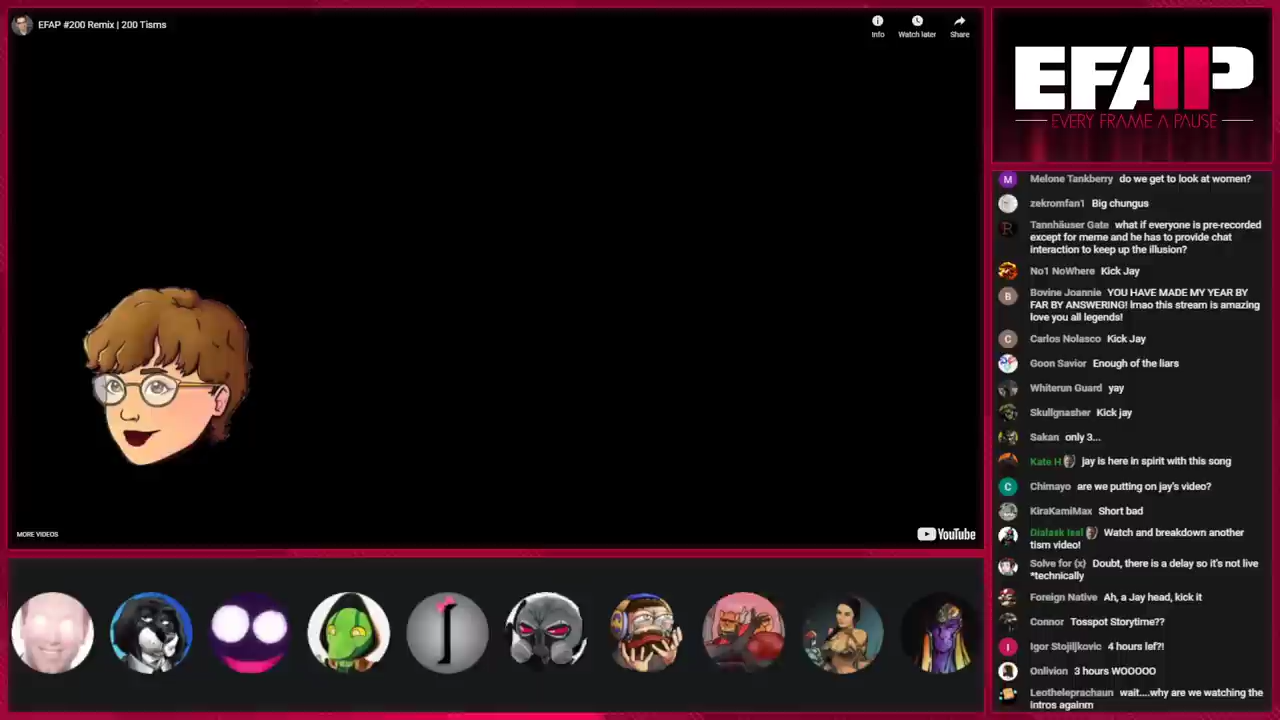 EFAP #200 Remix | 200 Tisms
Info
Watch later
Share
MORE VIDEOS
YouTube
EFAP
EVERY FRAME A PAUSE
M
Melone Tankberry do we get to look at women?
zekromfan1 Big chungus
R
Tannhäuser Gate what if everyone is pre-recorded
except for meme and he has to provide chat
interaction to keep up the illusion?
No1 NoWhere Kick Jay
B
Bovine Joannie YOU HAVE MADE MY YEAR BY
FAR BY ANSWERING! lmao this stream is amazing
love you all legends!
C
Carlos Nolasco Kick Jay
Goon Savior Enough of the liars
Whiterun Guard yay
Skullgnasher Kick jay
Sakan only 3...
Kate H jay is here in spirit with this song
C
Chimayo are we putting on jay's video?
KiraKamiMax Short bad
Watch and breakdown another
tism video!
Solve for (x) Doubt, there is a delay so it's not live
*technically
Foreign Native Ah, a Jay head, kick it
Connor Tosspot Storytime??
I
Igor Stojiljkovic 4 hours lef?!
Onlivion 3 hours WOOOOO
Leotheleprachaun wait....why are we watching the
intros againm